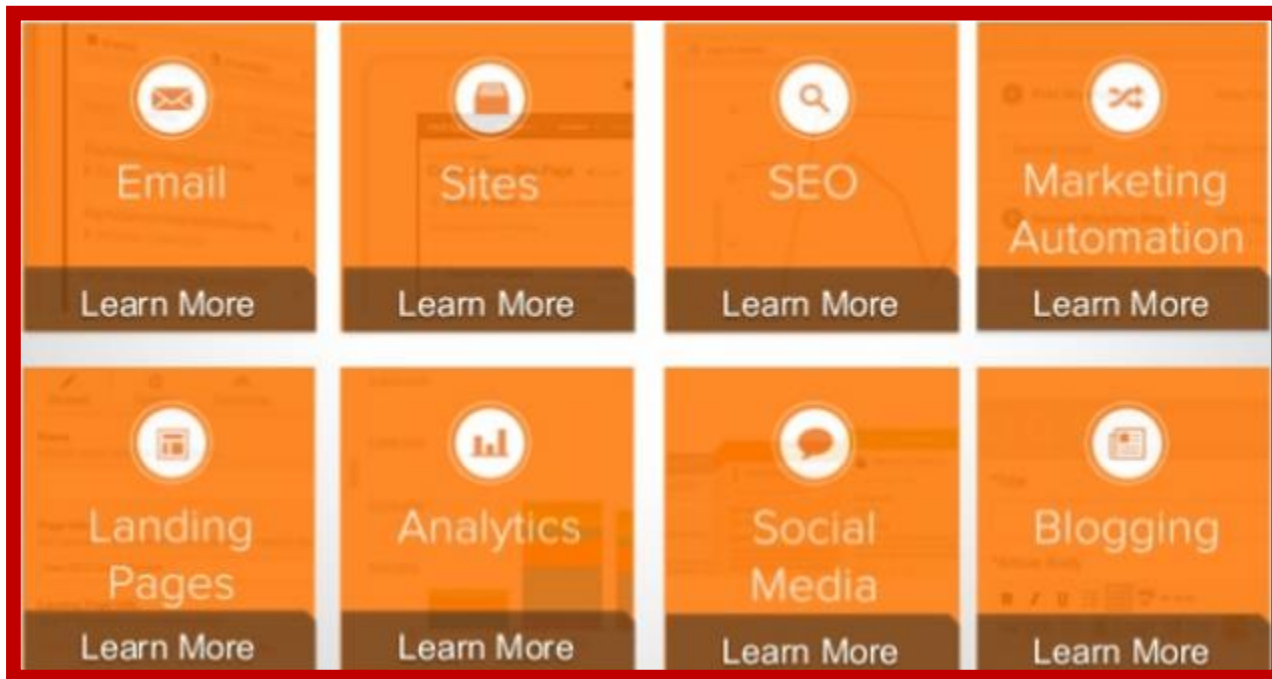 Email
Sites
SEO
Marketing
Automation
Learn More
Learn More
Learn More
Learn More
Landing
Pages
Analytics
Social
Media
Blogging
Learn More
Learn More
Learn More
Learn More